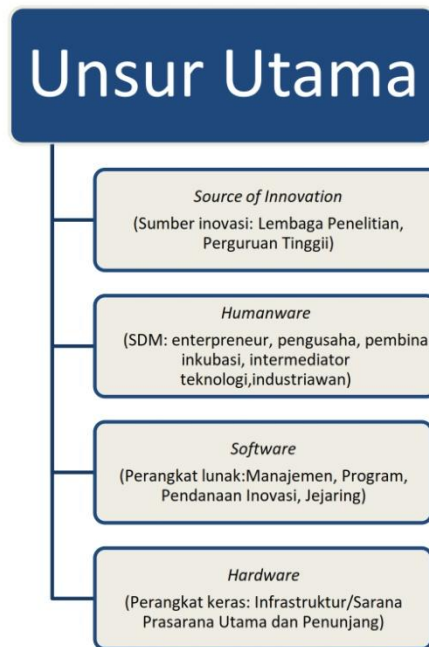 Unsur Utama
Source of Innovation
(Sumber inovasi: Lembaga Penelitian,
Perguruan Tinggii)
Humanware
(SDM: enterpreneur, pengusaha, pembina
inkubasi, intermediator
teknologi,industriawan)
Software
(Perangkat lunak:Manajemen, Program,
Pendanaan Inovasi, Jejaring)
Hardware
(Perangkat keras: Infrastruktur/Sarana
Prasarana Utama dan Penunjang)